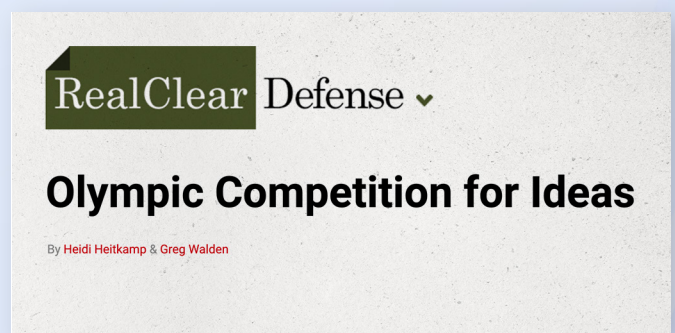 RealClear Defense
Olympic Competition for Ideas
By Heidi Heitkamp & Greg Walden